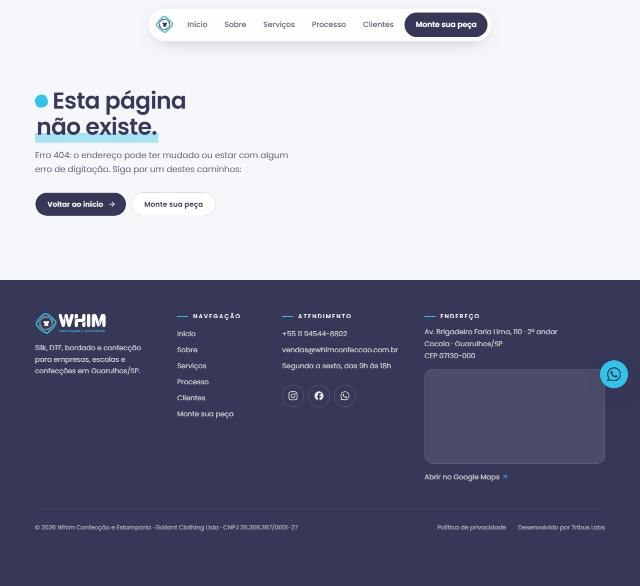 Início Sobre Serviços Processo Clientes Monte sua peça
Esta página
não existe.
Erro 404: o endereço pode ter mudado ou estar com algum
erro de digitação. Siga por um destes caminhos:
Voltar ao início → Monte sua peça
WHIM
Silk, DTF, bordado e confecção
para empresas, escolas e
confecções em Guarulhos/SP.
NAVEGAÇÃO
Início
Sobre
Serviços
Processo
Clientes
Monte sua peça
ATENDIMENTO
+55 11 94544-8802
vendas@whimconfeccao.com.br
Segunda a sexta, das 9h às 18h
ENDEREÇO
Av. Brigadeiro Faria Lima, 110 · 2º andar
Cocaia · Guarulhos/SP
CEP 07130-000
Abrir no Google Maps ↗
© 2026 Whim Confecção e Estamparia · Gallant Clothing Ltda · CNPJ 35.356.367/0001-27
Política de privacidade Desenvolvido por Tribus Labs